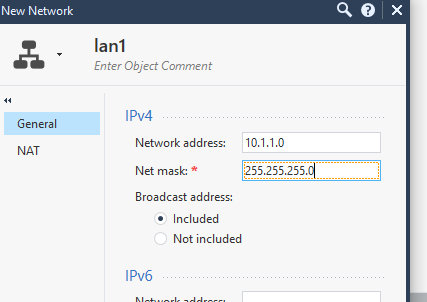 New Network
lan1
Enter Object Comment
General
NAT
IPv4
Network address: 10.1.1.0
Net mask: * 255.255.255.0
Broadcast address:
Included
Not included
IPv6
Network address: